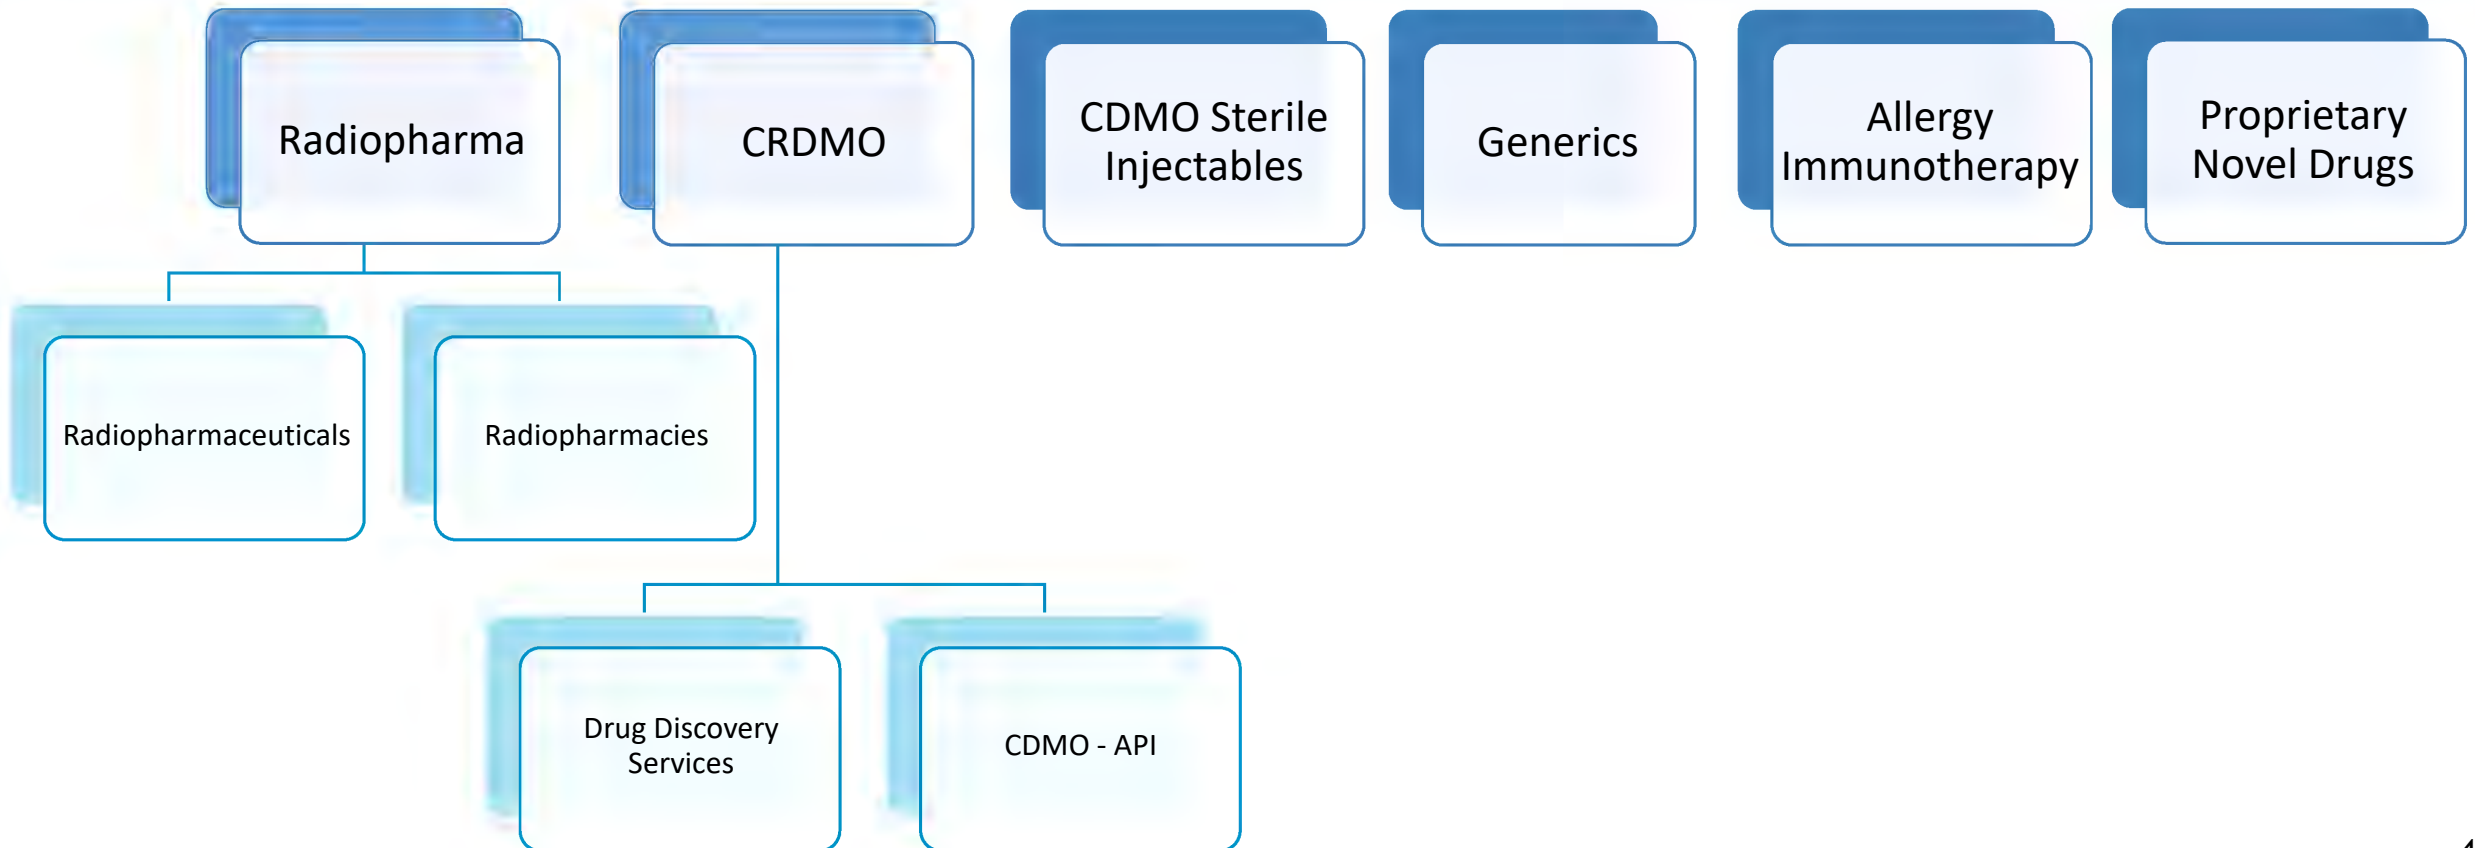 Radiopharma
CRDMO
CDMO Sterile
Injectables
Generics
Allergy
Immunotherapy
Proprietary
Novel Drugs
Radiopharmaceuticals
Radiopharmacies
Drug Discovery
Services
CDMO - API